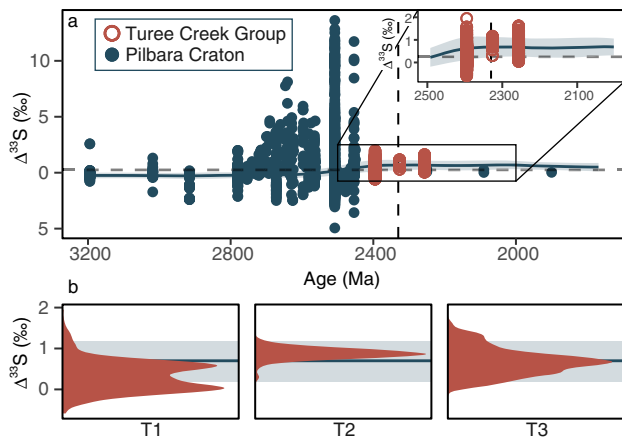 a
Turee Creek Group
Pilbara Craton
Δ³³S (‰)
10
5
0
5
3200
2800
2400
2000
Age (Ma)
Δ³³S (‰)
2
1
0
2500
2300
2100
b
Δ³³S (‰)
2
1
0
T1
T2
T3